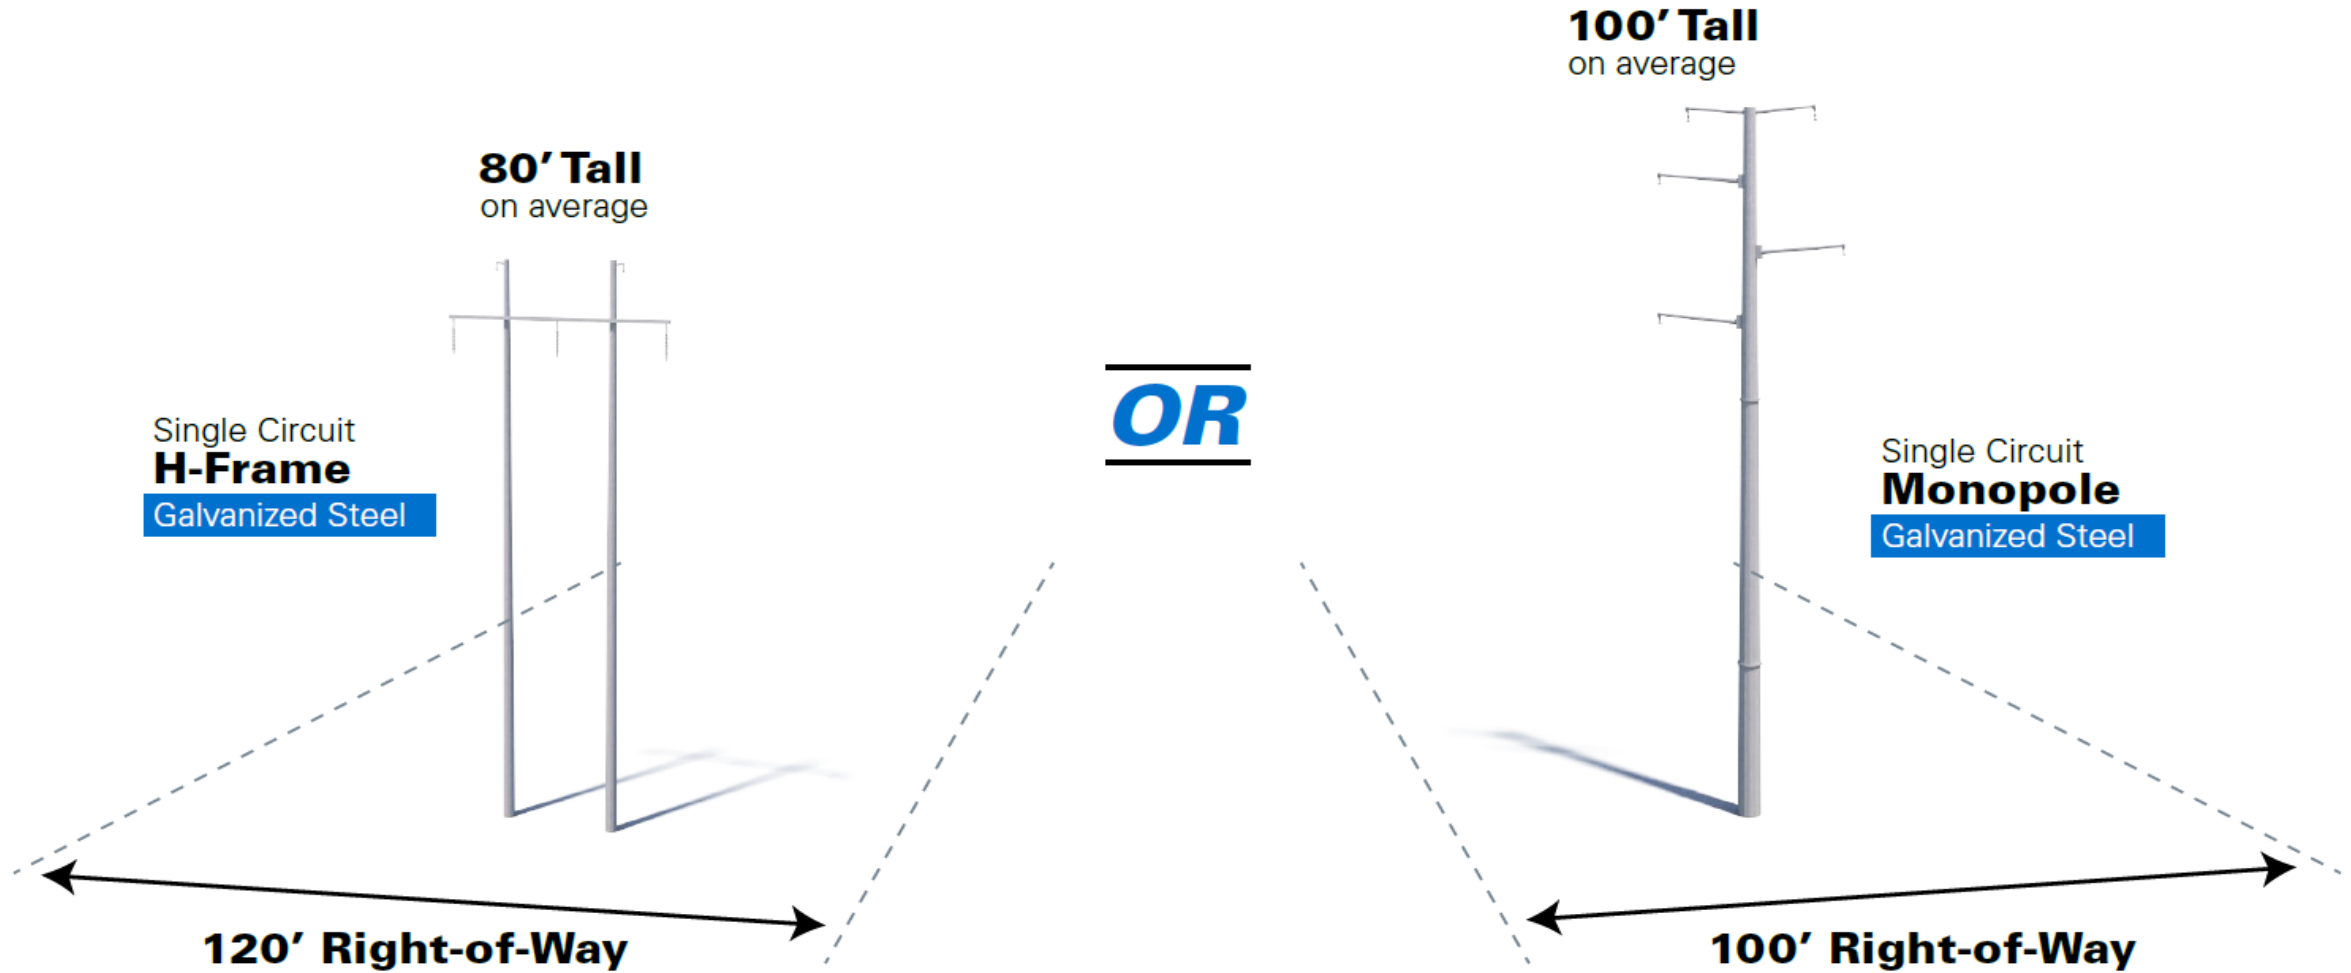 80′ Tall
on average
Single Circuit
H-Frame
Galvanized Steel
120′ Right-of-Way
OR
100′ Tall
on average
Single Circuit
Monopole
Galvanized Steel
100′ Right-of-Way